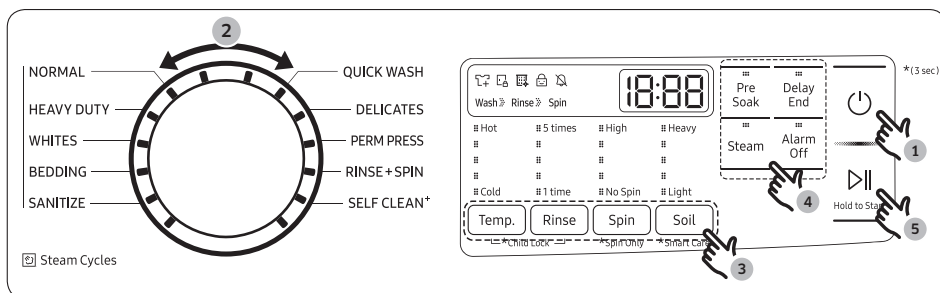 2
NORMAL
HEAVY DUTY
WHITES
BEDDING
SANITIZE
QUICK WASH
DELICATES
PERM PRESS
RINSE+SPIN
SELF CLEAN+
Steam Cycles
Wash Rinse Spin
18:88
Hot 5 times High Heavy
Cold 1 time No Spin Light
Temp. Rinse Spin Soil
*Child Lock *Spin Only *Smart Care
3
Pre Soak
Delay End
Steam
Alarm Off
4
*(3 sec)
1
Hold to Start
5